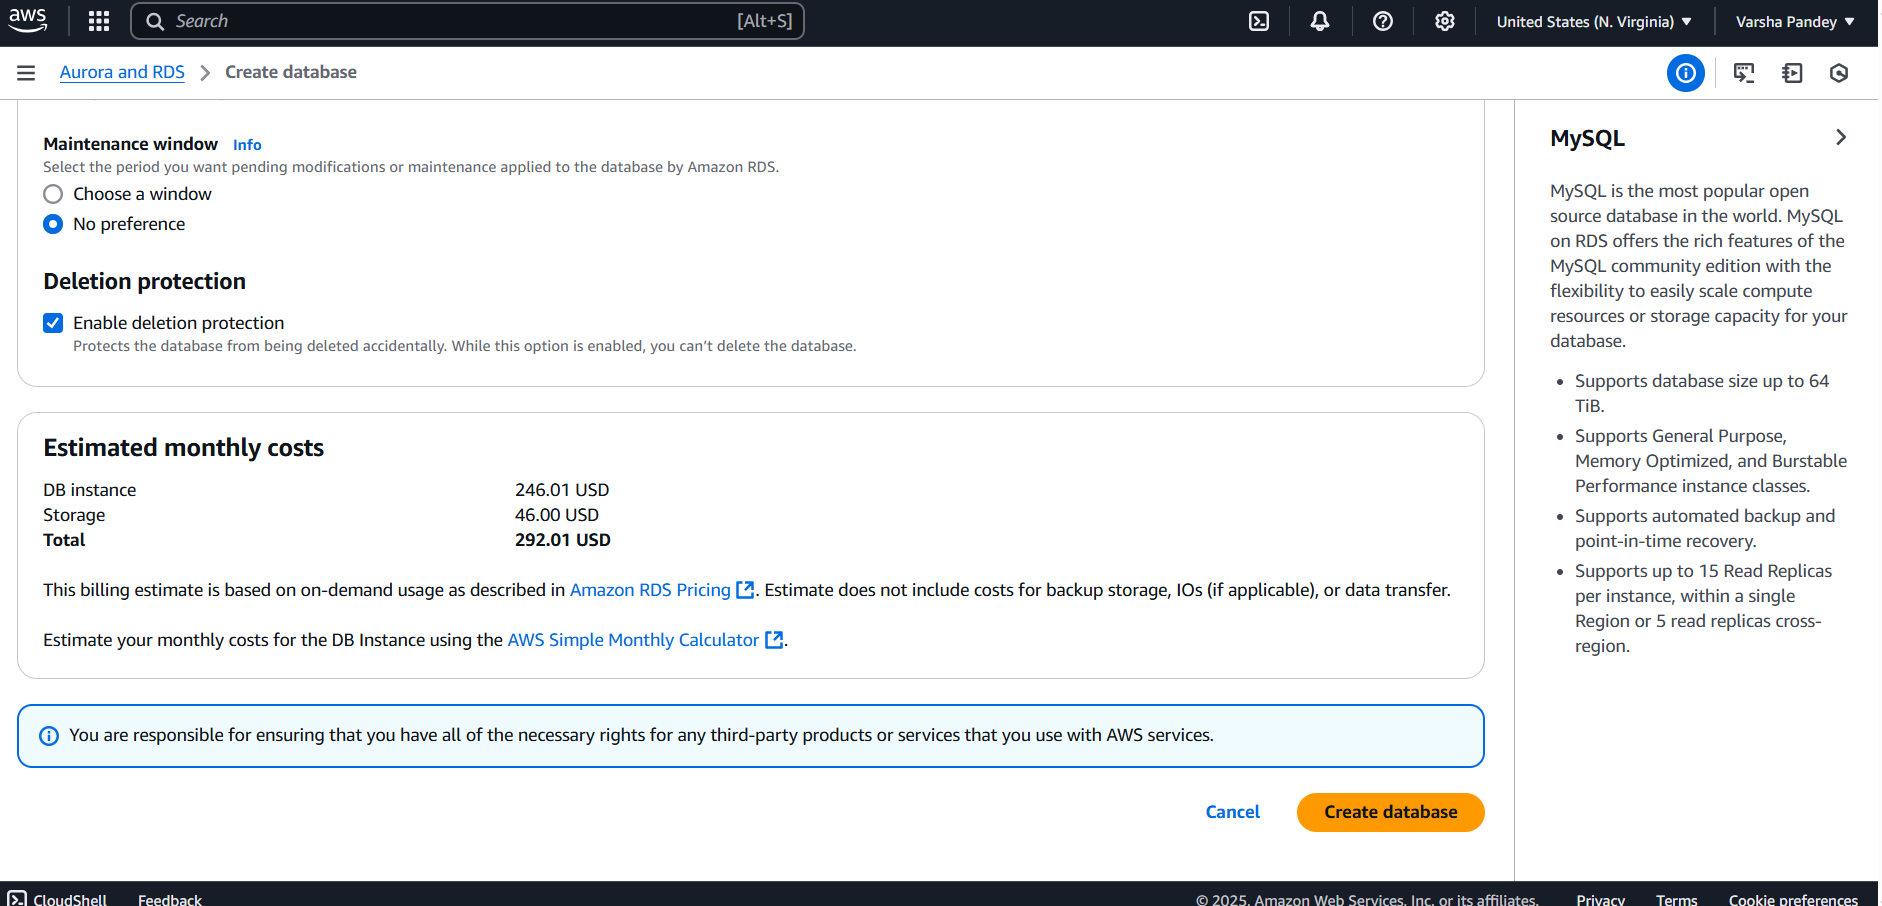 aws
Search [Alt+S]
United States (N. Virginia)
Varsha Pandey
Aurora and RDS
Create database
Maintenance window Info
Select the period you want pending modifications or maintenance applied to the database by Amazon RDS.
Choose a window
No preference
Deletion protection
Enable deletion protection
Protects the database from being deleted accidentally. While this option is enabled, you can’t delete the database.
Estimated monthly costs
DB instance 246.01 USD
Storage 46.00 USD
Total 292.01 USD
This billing estimate is based on on-demand usage as described in Amazon RDS Pricing. Estimate does not include costs for backup storage, IOs (if applicable), or data transfer.
Estimate your monthly costs for the DB Instance using the AWS Simple Monthly Calculator.
You are responsible for ensuring that you have all of the necessary rights for any third-party products or services that you use with AWS services.
Cancel
Create database
MySQL
MySQL is the most popular open
source database in the world. MySQL
on RDS offers the rich features of the
MySQL community edition with the
flexibility to easily scale compute
resources or storage capacity for your
database.
• Supports database size up to 64
TiB.
• Supports General Purpose,
Memory Optimized, and Burstable
Performance instance classes.
• Supports automated backup and
point-in-time recovery.
• Supports up to 15 Read Replicas
per instance, within a single
Region or 5 read replicas cross-
region.
CloudShell Feedback © 2025, Amazon Web Services, Inc. or its affiliates. Privacy Terms Cookie preferences